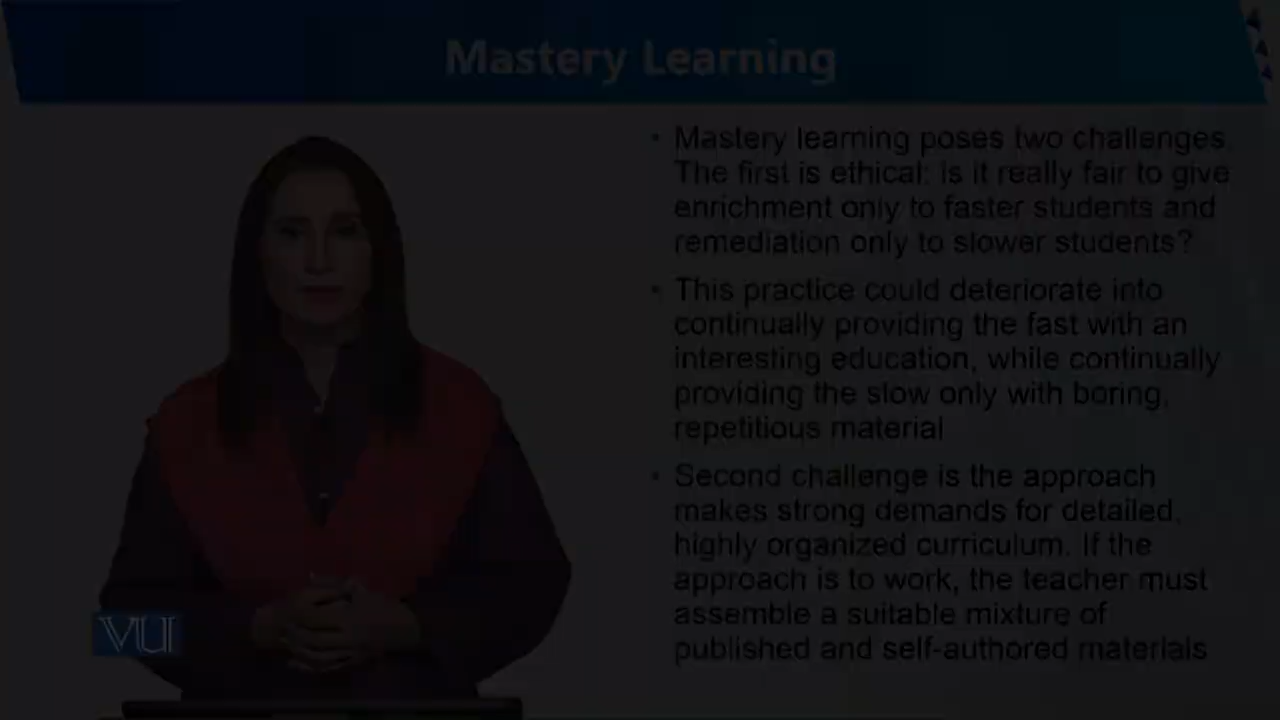 Mastery Learning
• Mastery learning poses two challenges.
The first is ethical: Is it really fair to give
enrichment only to faster students and
remediation only to slower students?
• This practice could deteriorate into
continually providing the fast with an
interesting education, while continually
providing the slow only with boring,
repetitious material
• Second challenge is the approach
makes strong demands for detailed,
highly organized curriculum. If the
approach is to work, the teacher must
assemble a suitable mixture of
published and self-authored materials
VU